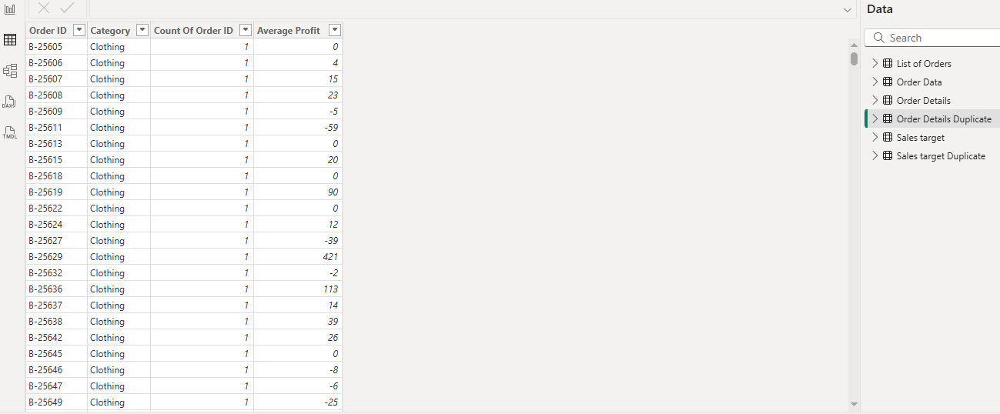 Data
Order ID Category Count Of Order ID Average Profit
B-25605 Clothing 1 0
B-25606 Clothing 1 4
B-25607 Clothing 1 15
B-25608 Clothing 1 23
B-25609 Clothing 1 -5
B-25611 Clothing 1 -59
B-25613 Clothing 1 0
B-25615 Clothing 1 20
B-25618 Clothing 1 0
B-25619 Clothing 1 90
B-25622 Clothing 1 0
B-25624 Clothing 1 12
B-25627 Clothing 1 -39
B-25629 Clothing 1 421
B-25632 Clothing 1 -2
B-25636 Clothing 1 113
B-25637 Clothing 1 14
B-25638 Clothing 1 39
B-25642 Clothing 1 26
B-25645 Clothing 1 0
B-25646 Clothing 1 -8
B-25647 Clothing 1 -6
B-25649 Clothing 1 -25
Search
List of Orders
Order Data
Order Details
Order Details Duplicate
Sales target
Sales target Duplicate
DAX
TMDL